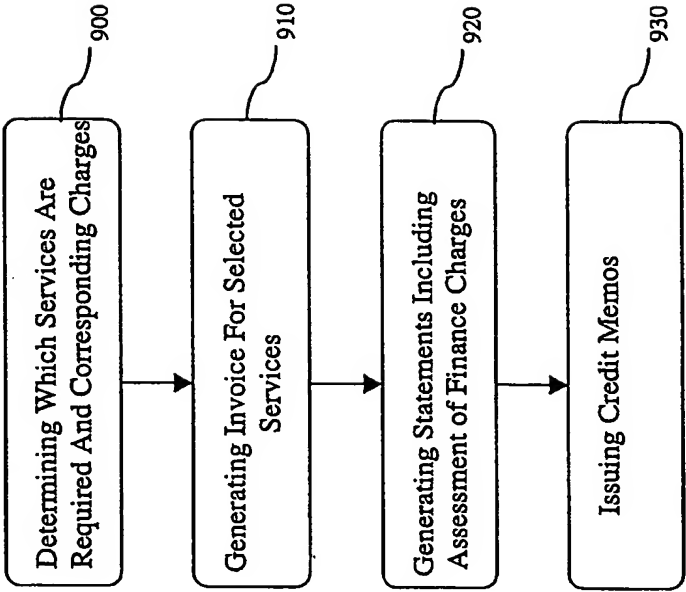 900
Determining Which Services Are
Required And Corresponding Charges
910
Generating Invoice For Selected
Services
920
Generating Statements Including
Assessment of Finance Charges
930
Issuing Credit Memos